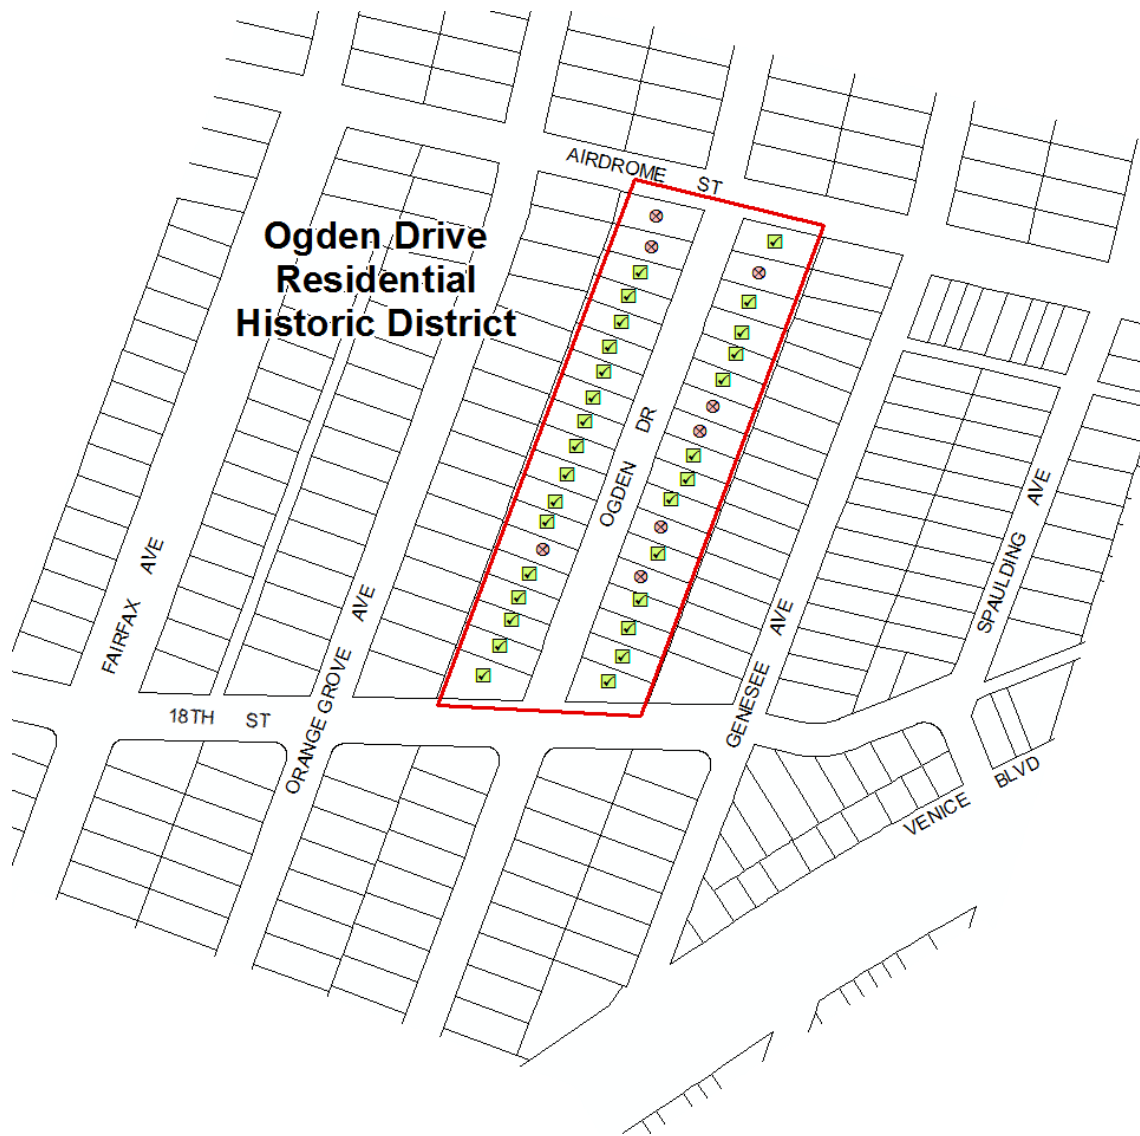 AIRDROME ST
Ogden Drive
Residential
Historic District
OGDEN DR
FAIRFAX AVE
ORANGE GROVE AVE
SPAULDING AVE
GENESEE AVE
18TH ST
VENICE BLVD